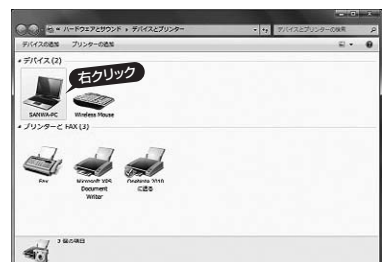 ハードウェアとサウンド ▸ デバイスとプリンター
デバイスとプリンターの検索
デバイスの追加 プリンターの追加
デバイス (2)
右クリック
SANWA-PC
Wireless Mouse
プリンターと FAX (3)
Fax
Microsoft XPS
Document
Writer
OneNote 2010
に送る
3 個の項目